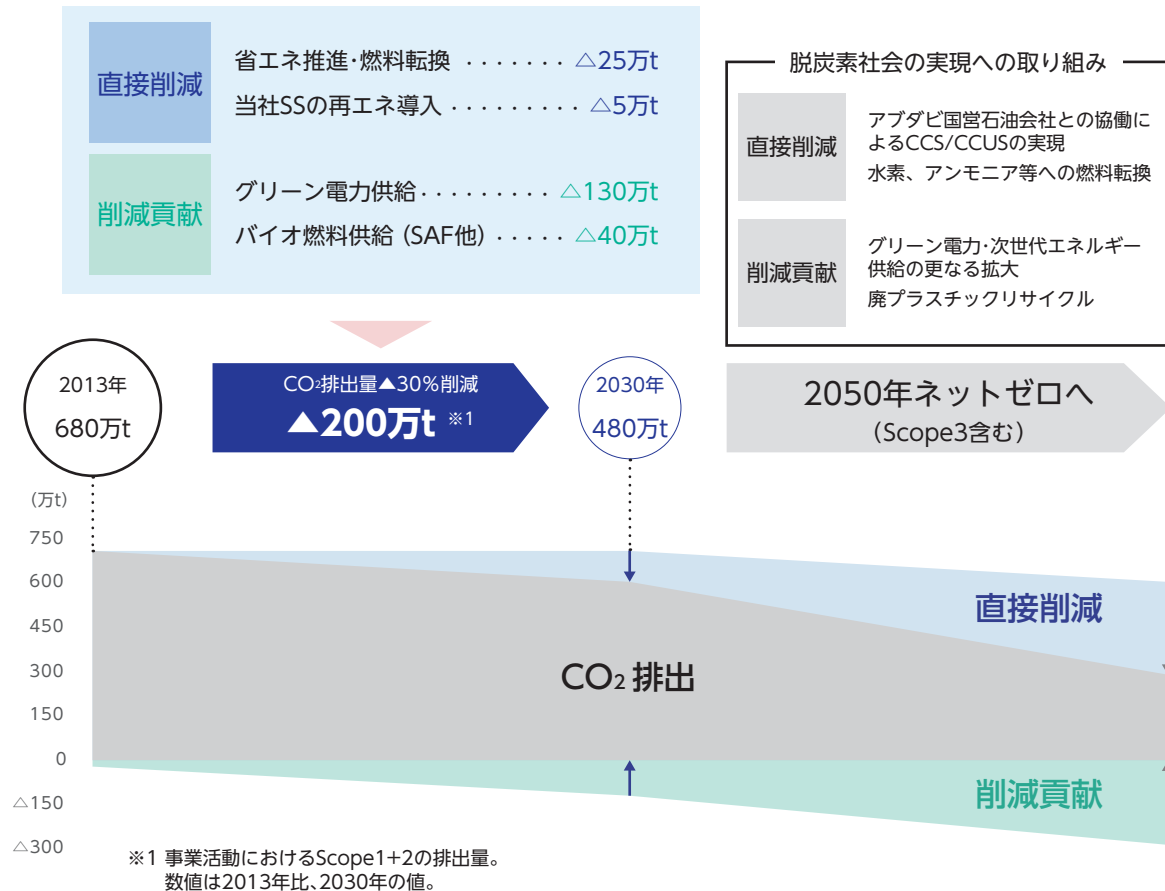 直接削減
省エネ推進・燃料転換 ....... △25万t
当社SSの再エネ導入 ......... △5万t
削減貢献
グリーン電力供給 ......... △130万t
バイオ燃料供給 (SAF他) ..... △40万t
脱炭素社会の実現への取り組み
直接削減
アブダビ国営石油会社との協働に
よるCCS/CCUSの実現
水素、アンモニア等への燃料転換
削減貢献
グリーン電力・次世代エネルギー
供給の更なる拡大
廃プラスチックリサイクル
2013年
680万t
CO₂排出量▲30%削減
▲200万t ※1
2030年
480万t
2050年ネットゼロへ
(Scope3含む)
(万t)
750
600
450
300
150
0
△150
△300
直接削減
CO₂ 排出
削減貢献
※1 事業活動におけるScope1+2の排出量。
数値は2013年比、2030年の値。